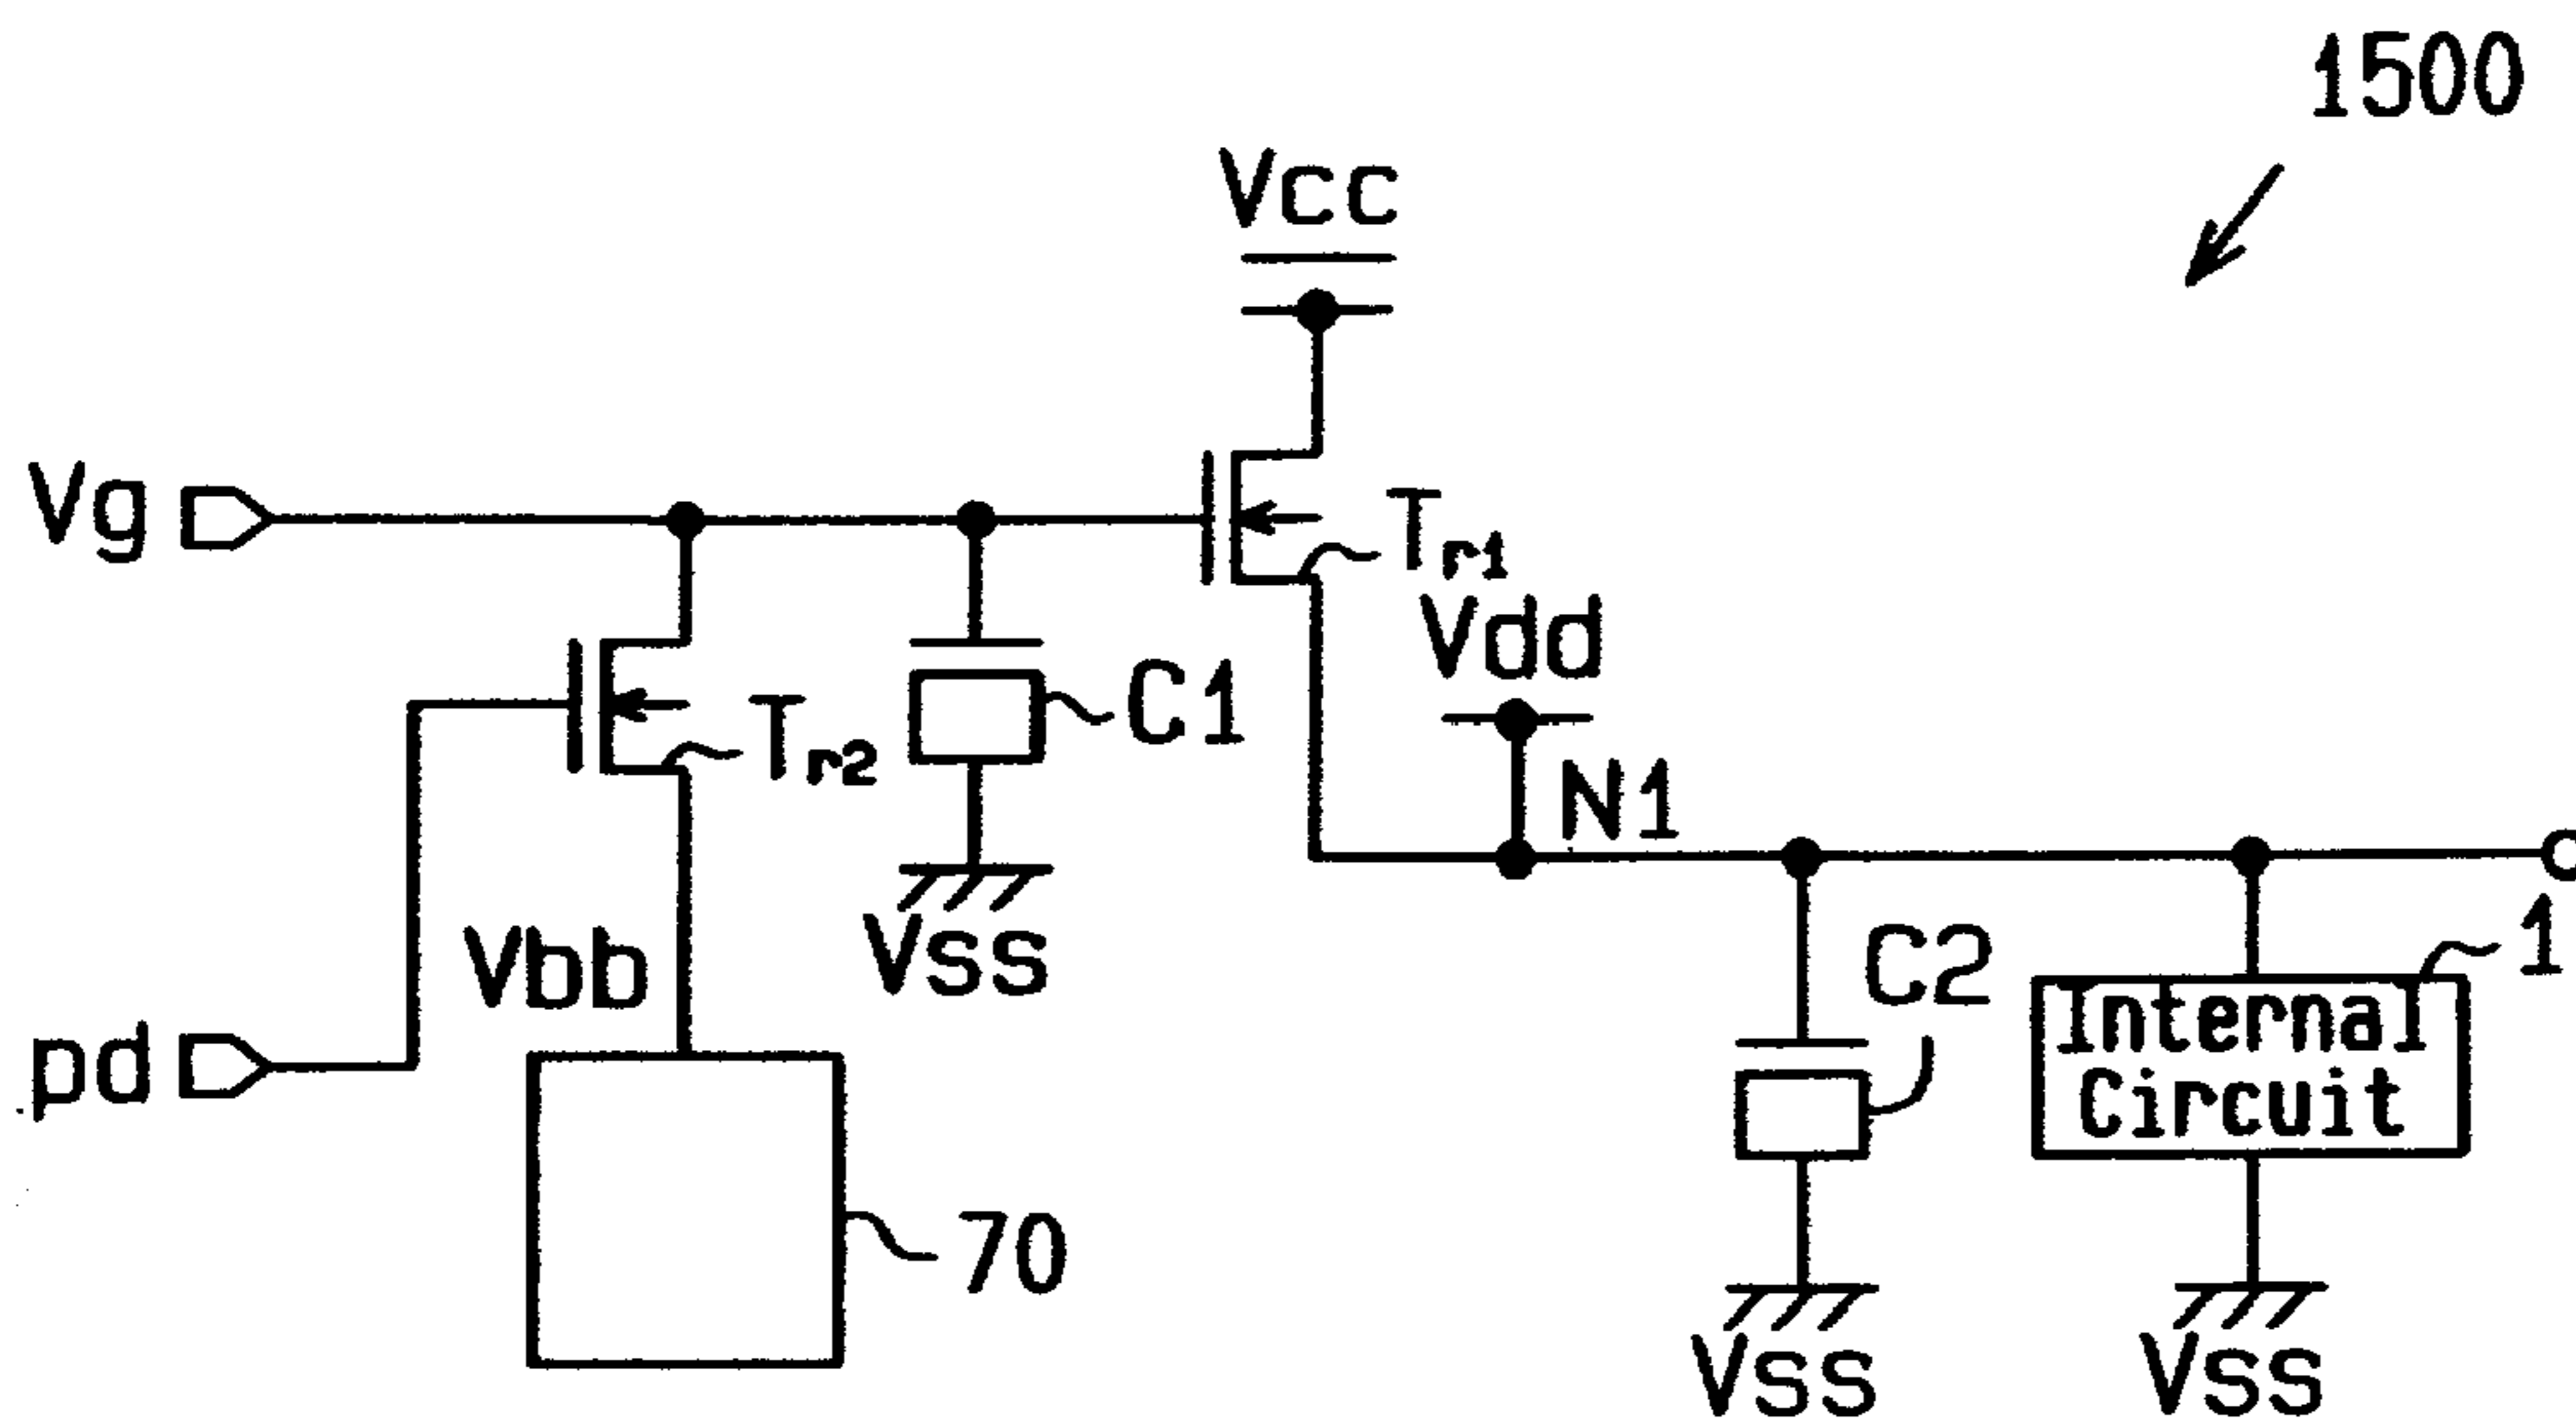 1500
Vcc
Vg
Tr1
Vdd
C1
Tr2
N1
Vbb
Vss
C2
1
pd
Internal
Circuit
70
Vss
Vss